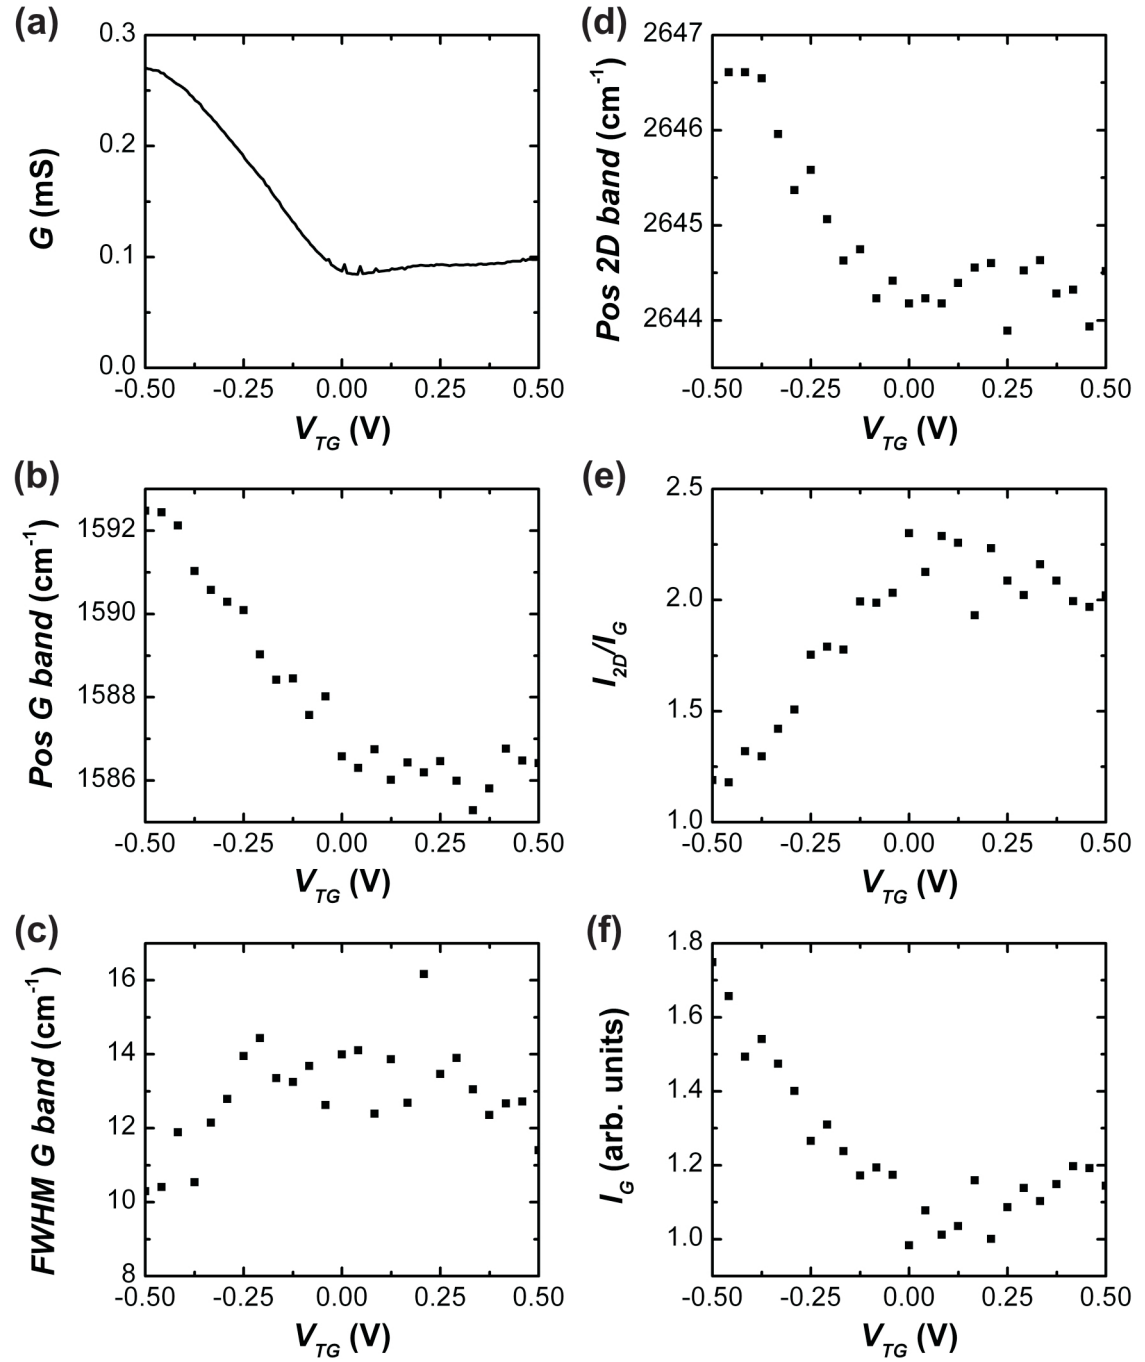 (a)
0.3
0.2
0.1
0.0
G (mS)
-0.50 -0.25 0.00 0.25 0.50
V_TG (V)
(b)
1592
1590
1588
1586
Pos G band (cm⁻¹)
-0.50 -0.25 0.00 0.25 0.50
V_TG (V)
(c)
16
14
12
10
8
FWHM G band (cm⁻¹)
-0.50 -0.25 0.00 0.25 0.50
V_TG (V)
(d)
2647
2646
2645
2644
Pos 2D band (cm⁻¹)
-0.50 -0.25 0.00 0.25 0.50
V_TG (V)
(e)
2.5
2.0
1.5
1.0
I_2D/I_G
-0.50 -0.25 0.00 0.25 0.50
V_TG (V)
(f)
1.8
1.6
1.4
1.2
1.0
I_G (arb. units)
-0.50 -0.25 0.00 0.25 0.50
V_TG (V)